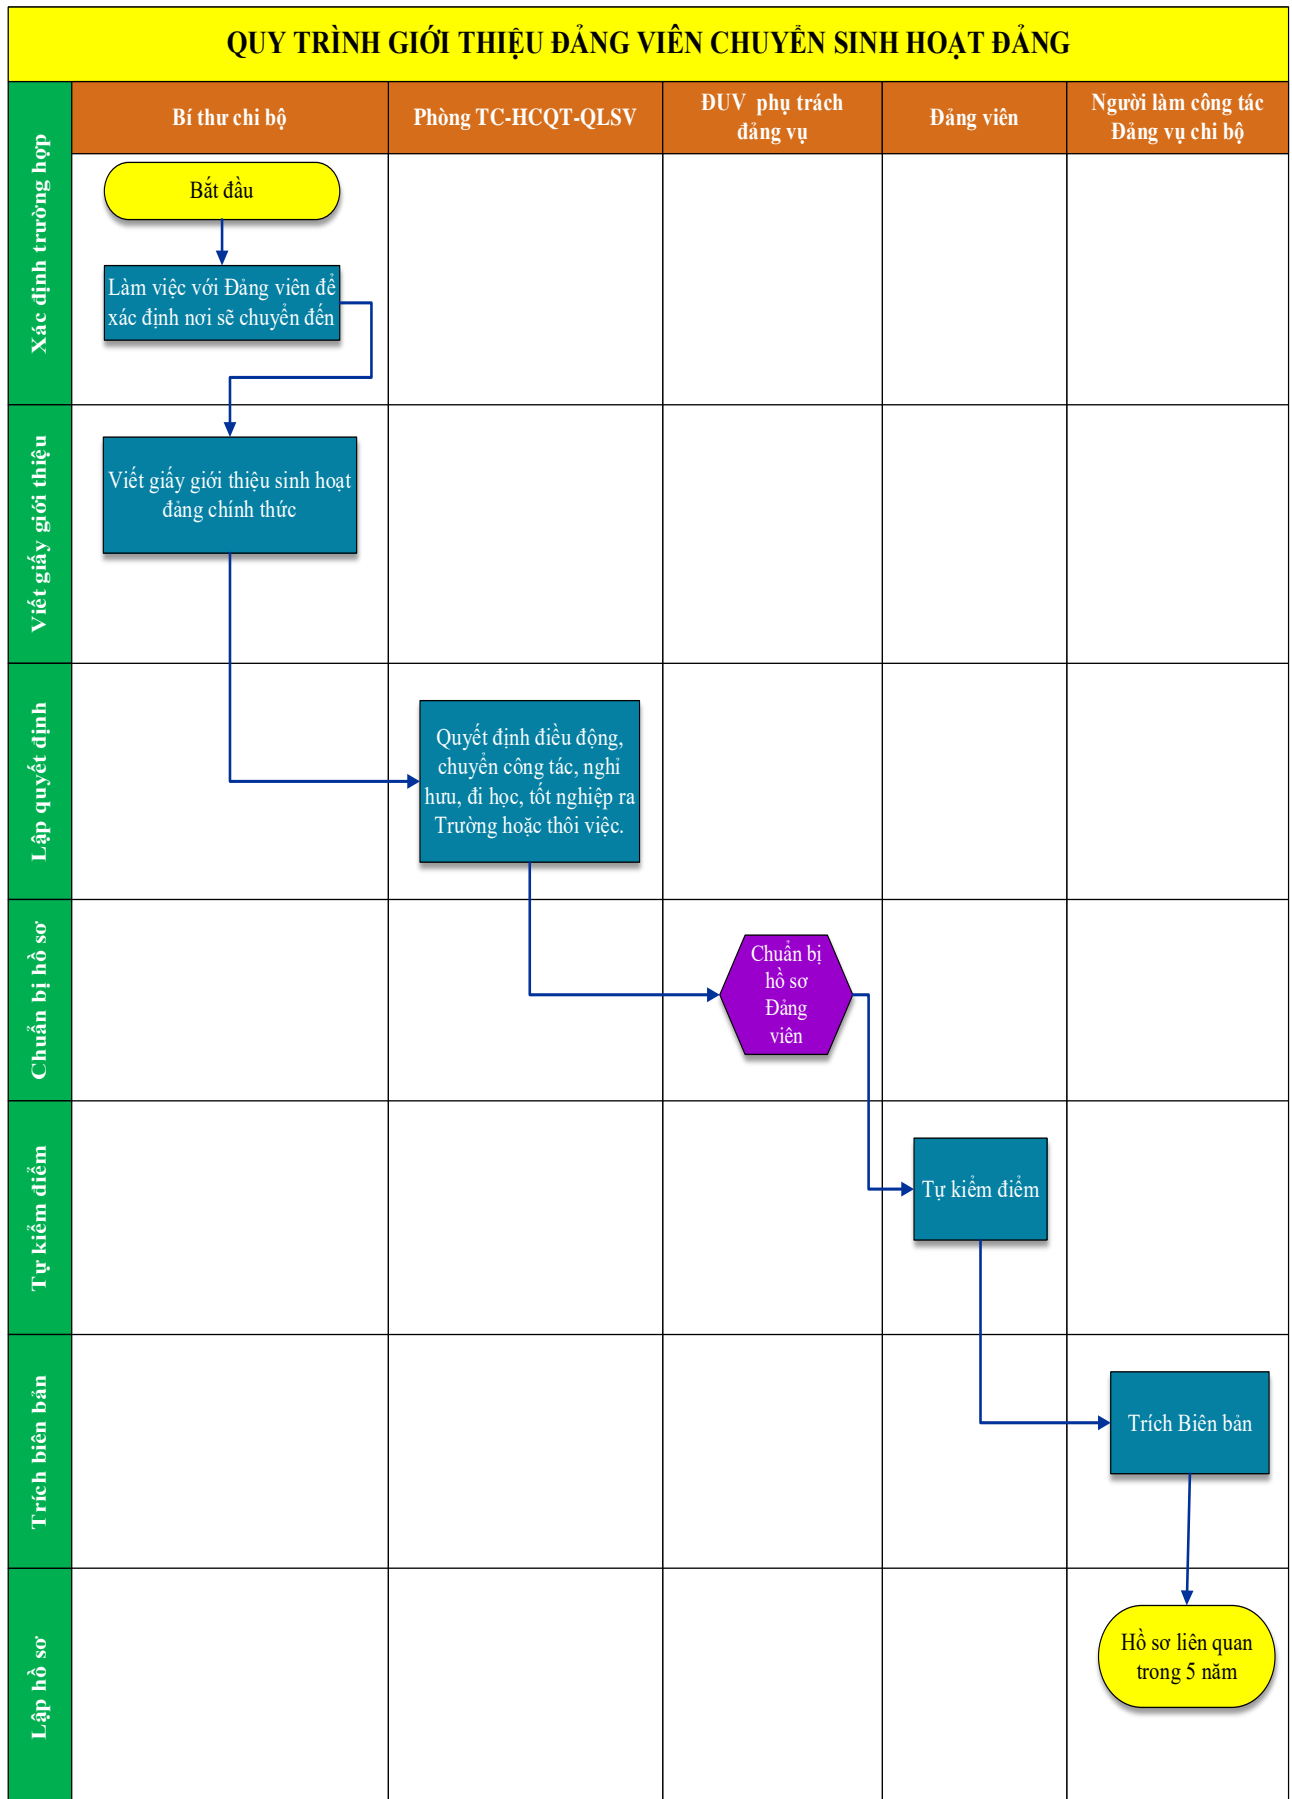 QUY TRÌNH GIỚI THIỆU ĐẢNG VIÊN CHUYỂN SINH HOẠT ĐẢNG
Bí thư chi bộ
Phòng TC-HCQT-QLSV
ĐUV phụ trách
đảng vụ
Đảng viên
Người làm công tác
Đảng vụ chi bộ
Xác định trường hợp
Bắt đầu
Làm việc với Đảng viên để
xác định nơi sẽ chuyển đến
Viết giấy giới thiệu
Viết giấy giới thiệu sinh hoạt
đảng chính thức
Lập quyết định
Quyết định điều động,
chuyển công tác, nghỉ
hưu, đi học, tốt nghiệp ra
Trường hoặc thôi việc.
Chuẩn bị hồ sơ
Chuẩn bị
hồ sơ
Đảng
viên
Tự kiểm điểm
Tự kiểm điểm
Trích biên bản
Trích Biên bản
Lập hồ sơ
Hồ sơ liên quan
trong 5 năm